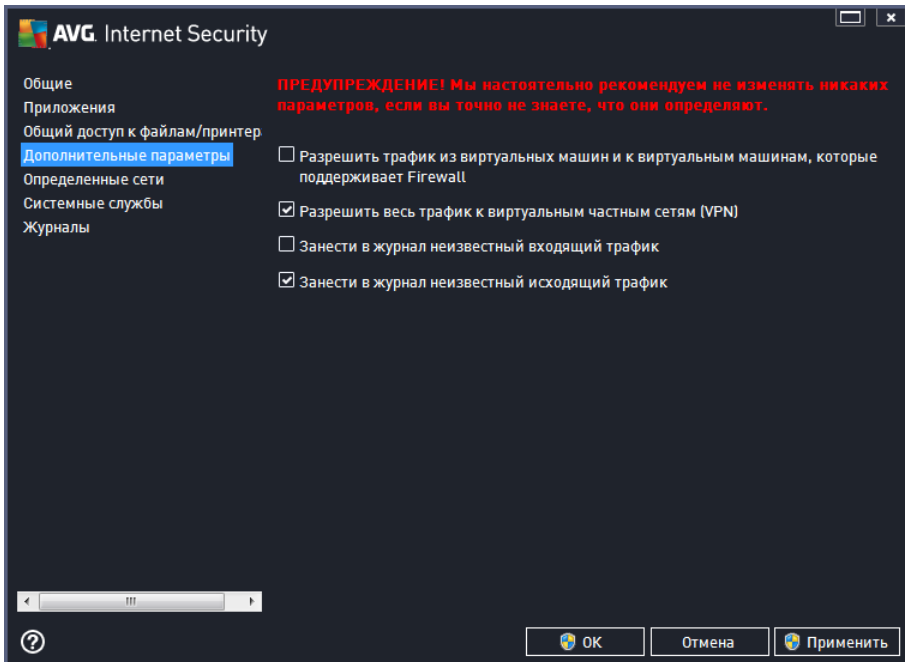 AVG. Internet Security
Общие
Приложения
Общий доступ к файлам/принтер
Дополнительные параметры
Определенные сети
Системные службы
Журналы
ПРЕДУПРЕЖДЕНИЕ! Мы настоятельно рекомендуем не изменять никаких
параметров, если вы точно не знаете, что они определяют.
Разрешить трафик из виртуальных машин и к виртуальным машинам, которые
поддерживает Firewall
Разрешить весь трафик к виртуальным частным сетям (VPN)
Занести в журнал неизвестный входящий трафик
Занести в журнал неизвестный исходящий трафик
ОК
Отмена
Применить